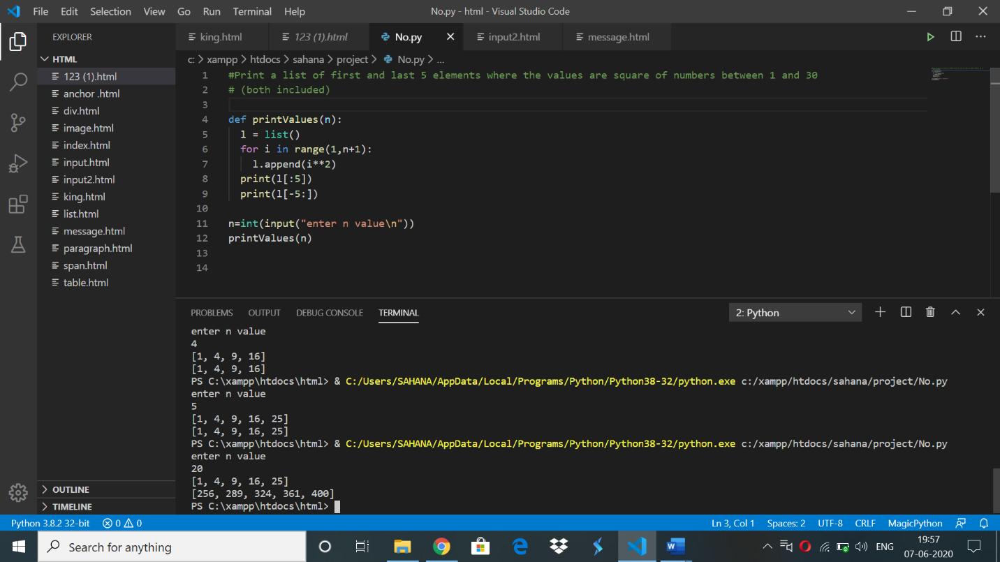 File Edit Selection View Go Run Terminal Help
No.py - html - Visual Studio Code
EXPLORER
HTML
123 (1).html
anchor .html
div.html
image.html
index.html
input.html
input2.html
king.html
list.html
message.html
paragraph.html
span.html
table.html
OUTLINE
TIMELINE
king.html 123 (1).html No.py input2.html message.html
c: > xampp > htdocs > sahana > project > No.py > ...
1 #Print a list of first and last 5 elements where the values are square of numbers between 1 and 30
2 # (both included)
3
4 def printValues(n):
5 l = list()
6 for i in range(1,n+1):
7 l.append(i**2)
8 print(l[:5])
9 print(l[-5:])
10
11 n=int(input("enter n value\n"))
12 printValues(n)
13
14
PROBLEMS OUTPUT DEBUG CONSOLE TERMINAL
2: Python
enter n value
4
[1, 4, 9, 16]
[1, 4, 9, 16]
PS C:\xampp\htdocs\html> & C:/Users/SAHANA/AppData/Local/Programs/Python/Python38-32/python.exe c:/xampp/htdocs/sahana/project/No.py
enter n value
5
[1, 4, 9, 16, 25]
[1, 4, 9, 16, 25]
PS C:\xampp\htdocs\html> & C:/Users/SAHANA/AppData/Local/Programs/Python/Python38-32/python.exe c:/xampp/htdocs/sahana/project/No.py
enter n value
20
[1, 4, 9, 16, 25]
[256, 289, 324, 361, 400]
PS C:\xampp\htdocs\html>
Python 3.8.2 32-bit 0 0 Ln 3, Col 1 Spaces: 2 UTF-8 CRLF MagicPython
Search for anything
ENG
19:57
07-06-2020